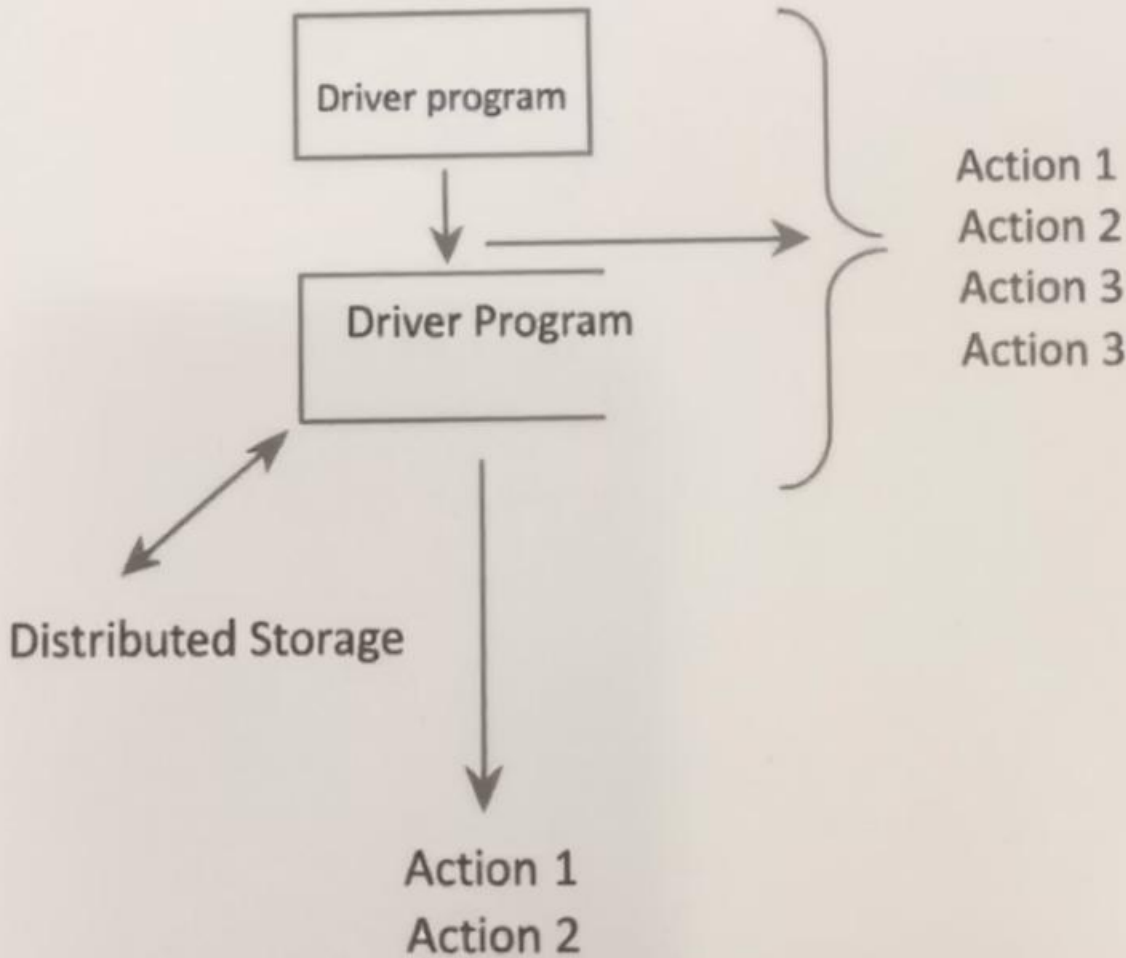 Driver program
Action 1
Action 2
Action 3
Action 3
Driver Program
Distributed Storage
Action 1
Action 2